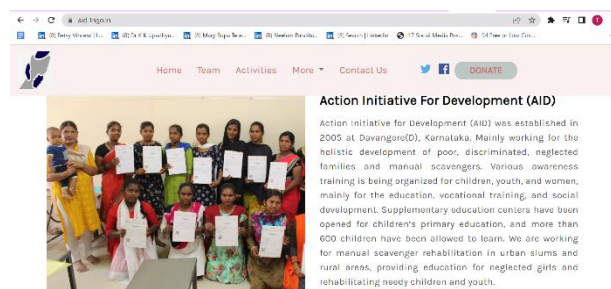 aid.1ngo.in
Home Team Activities More Contact Us DONATE
Action Initiative For Development (AID)
Action Initiative for Development (AID) was established in
2005 at Davangere(D), Karnataka. Mainly working for the
holistic development of poor, discriminated, neglected
families and manual scavengers. Various awareness
training is being organized for children, youth, and women,
mainly for the education, vocational training, and social
development. Supplementary education centers have been
opened for children's primary education, and more than
600 children have been allowed to learn. We are working
for manual scavenger rehabilitation in urban slums and
rural areas, providing education for neglected girls and
rehabilitating needy children and youth.